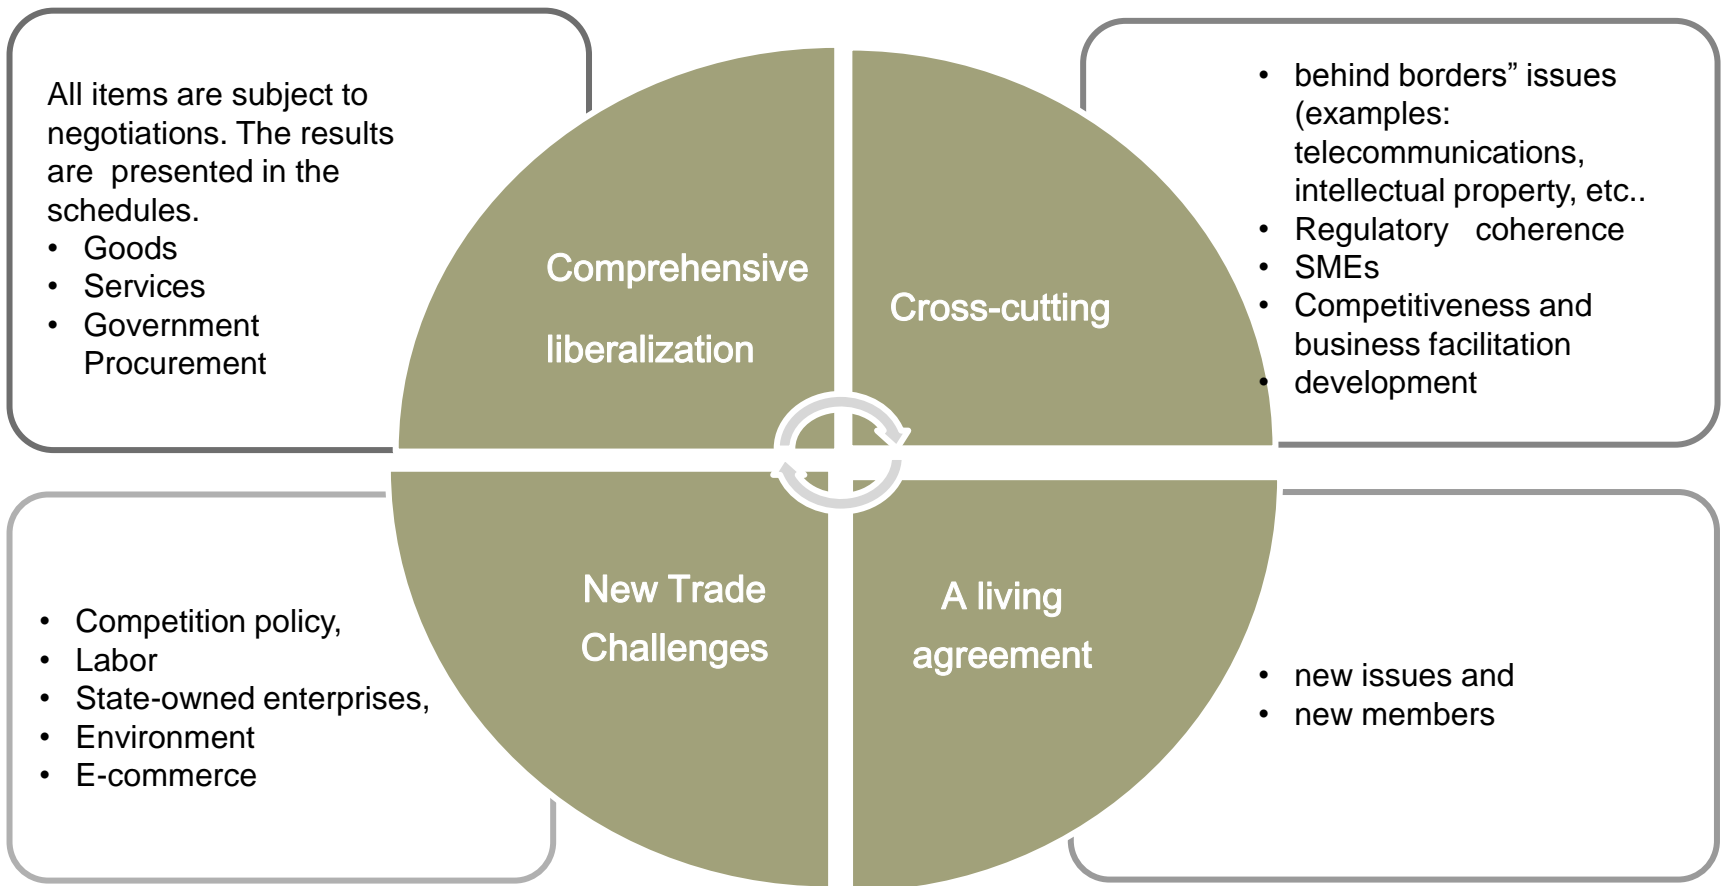 All items are subject to
negotiations. The results
are presented in the
schedules.
• Goods
• Services
• Government
Procurement
Comprehensive
liberalization
Cross-cutting
• behind borders” issues
(examples:
telecommunications,
intellectual property, etc..
• Regulatory coherence
• SMEs
• Competitiveness and
business facilitation
• development
• Competition policy,
• Labor
• State-owned enterprises,
• Environment
• E-commerce
New Trade
Challenges
A living
agreement
• new issues and
• new members